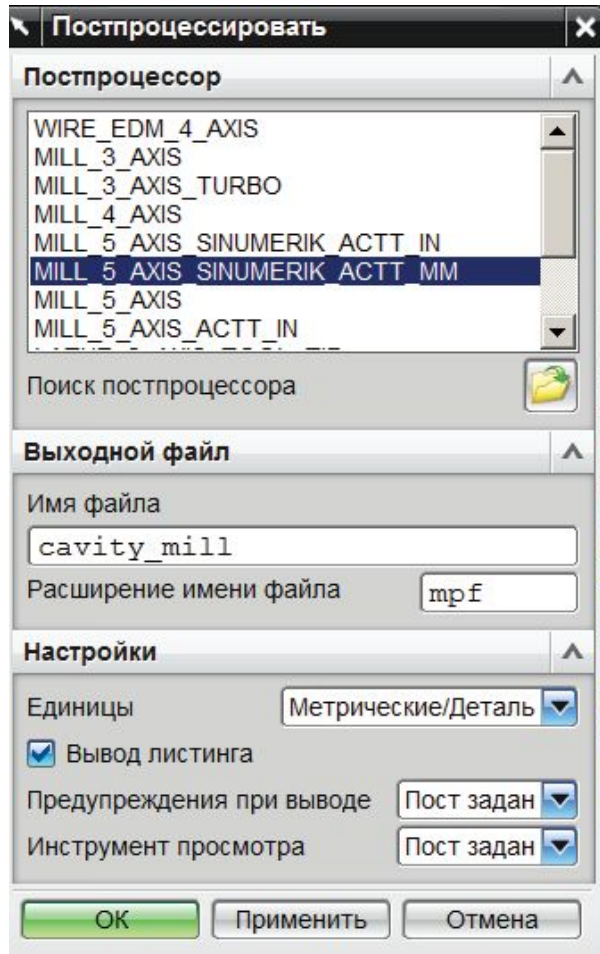 Постпроцессировать
Постпроцессор
WIRE_EDM_4_AXIS
MILL_3_AXIS
MILL_3_AXIS_TURBO
MILL_4_AXIS
MILL_5_AXIS_SINUMERIK_ACTT_IN
MILL_5_AXIS_SINUMERIK_ACTT_MM
MILL_5_AXIS
MILL_5_AXIS_ACTT_IN
Поиск постпроцессора
Выходной файл
Имя файла
cavity_mill
Расширение имени файла mpf
Настройки
Единицы Метрические/Деталь
Вывод листинга
Предупреждения при выводе Пост задан
Инструмент просмотра Пост задан
ОК Применить Отмена